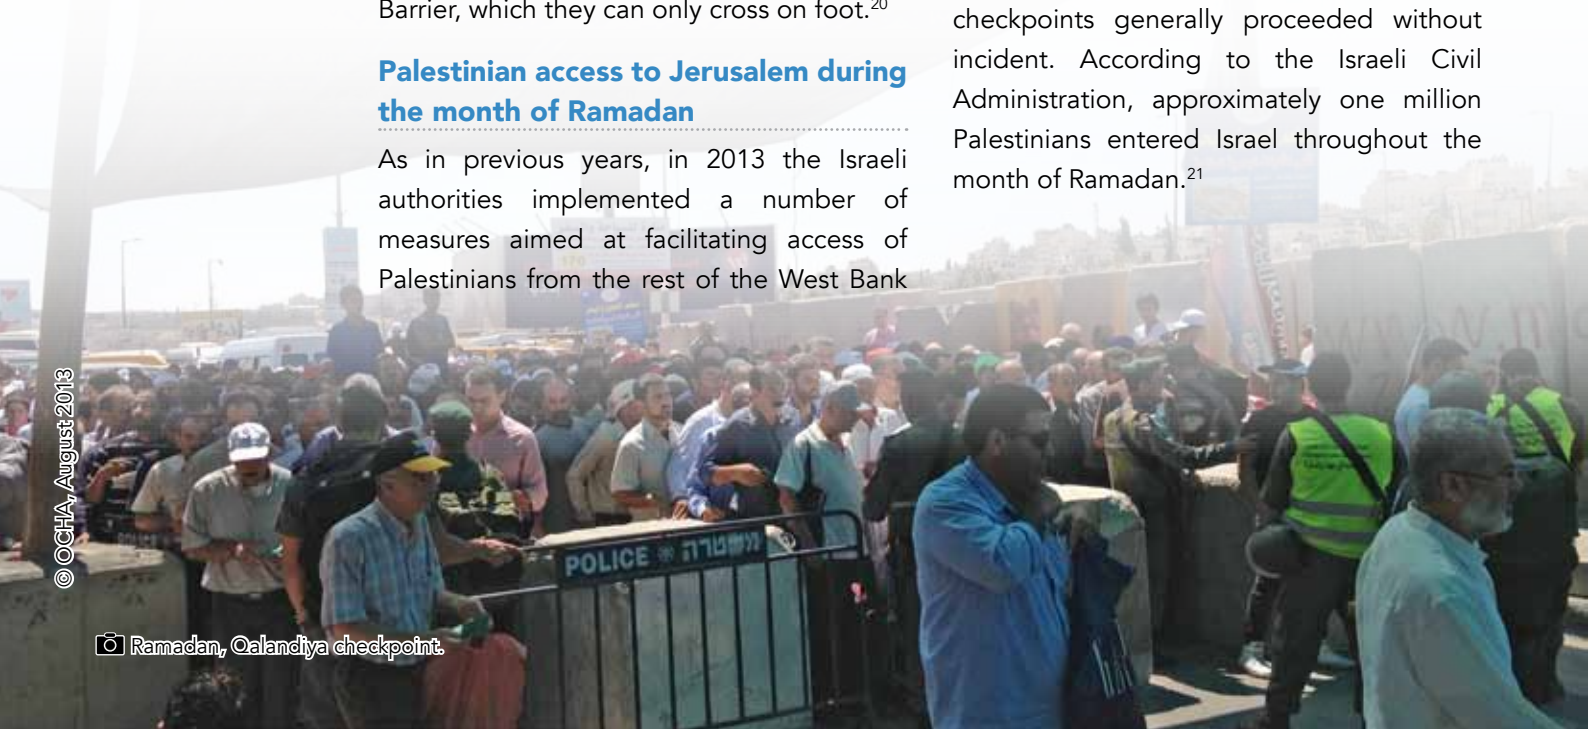 Barrier, which they can only cross on foot.20
Palestinian access to Jerusalem during
the month of Ramadan
As in previous years, in 2013 the Israeli
authorities implemented a number of
measures aimed at facilitating access of
Palestinians from the rest of the West Bank
checkpoints generally proceeded without
incident. According to the Israeli Civil
Administration, approximately one million
Palestinians entered Israel throughout the
month of Ramadan.21
© OCHA, August 2013
POLICE משטרה
Ramadan, Qalandiya checkpoint.